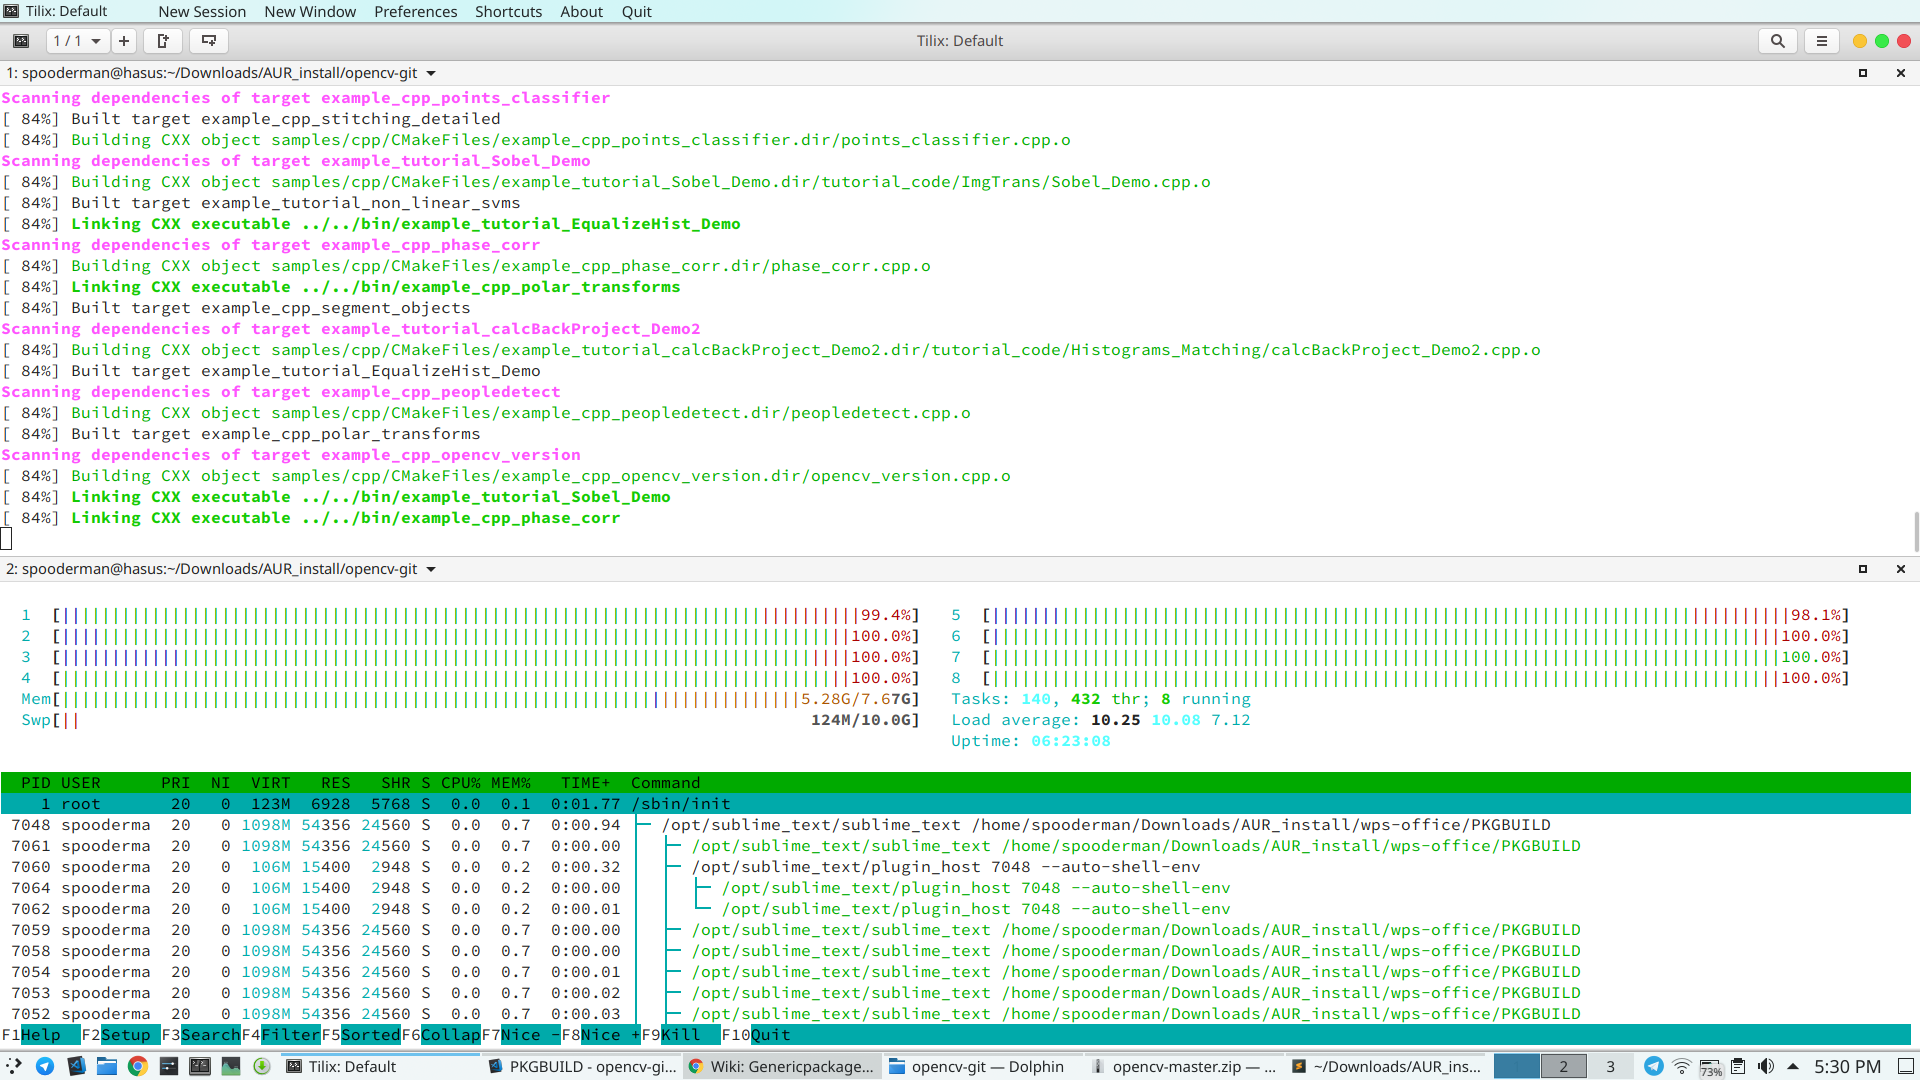 Tilix: Default New Session New Window Preferences Shortcuts About Quit
1 / 1 Tilix: Default
1: spooderman@hasus:~/Downloads/AUR_install/opencv-git
Scanning dependencies of target example_cpp_points_classifier
[ 84%] Built target example_cpp_stitching_detailed
[ 84%] Building CXX object samples/cpp/CMakeFiles/example_cpp_points_classifier.dir/points_classifier.cpp.o
Scanning dependencies of target example_tutorial_Sobel_Demo
[ 84%] Building CXX object samples/cpp/CMakeFiles/example_tutorial_Sobel_Demo.dir/tutorial_code/ImgTrans/Sobel_Demo.cpp.o
[ 84%] Built target example_tutorial_non_linear_svms
[ 84%] Linking CXX executable ../../bin/example_tutorial_EqualizeHist_Demo
Scanning dependencies of target example_cpp_phase_corr
[ 84%] Building CXX object samples/cpp/CMakeFiles/example_cpp_phase_corr.dir/phase_corr.cpp.o
[ 84%] Linking CXX executable ../../bin/example_cpp_polar_transforms
[ 84%] Built target example_cpp_segment_objects
Scanning dependencies of target example_tutorial_calcBackProject_Demo2
[ 84%] Building CXX object samples/cpp/CMakeFiles/example_tutorial_calcBackProject_Demo2.dir/tutorial_code/Histograms_Matching/calcBackProject_Demo2.cpp.o
[ 84%] Built target example_tutorial_EqualizeHist_Demo
Scanning dependencies of target example_cpp_peopledetect
[ 84%] Building CXX object samples/cpp/CMakeFiles/example_cpp_peopledetect.dir/peopledetect.cpp.o
[ 84%] Built target example_cpp_polar_transforms
Scanning dependencies of target example_cpp_opencv_version
[ 84%] Building CXX object samples/cpp/CMakeFiles/example_cpp_opencv_version.dir/opencv_version.cpp.o
[ 84%] Linking CXX executable ../../bin/example_tutorial_Sobel_Demo
[ 84%] Linking CXX executable ../../bin/example_cpp_phase_corr
2: spooderman@hasus:~/Downloads/AUR_install/opencv-git
1 [99.4%] 5 [98.1%]
2 [100.0%] 6 [100.0%]
3 [100.0%] 7 [100.0%]
4 [100.0%] 8 [100.0%]
Mem[5.28G/7.67G] Tasks: 140, 432 thr; 8 running
Swp[124M/10.0G] Load average: 10.25 10.08 7.12
Uptime: 06:23:08
PID USER PRI NI VIRT RES SHR S CPU% MEM% TIME+ Command
1 root 20 0 123M 6928 5768 S 0.0 0.1 0:01.77 /sbin/init
7048 spooderma 20 0 1098M 54356 24560 S 0.0 0.7 0:00.94 /opt/sublime_text/sublime_text /home/spooderman/Downloads/AUR_install/wps-office/PKGBUILD
7061 spooderma 20 0 1098M 54356 24560 S 0.0 0.7 0:00.00 /opt/sublime_text/sublime_text /home/spooderman/Downloads/AUR_install/wps-office/PKGBUILD
7060 spooderma 20 0 106M 15400 2948 S 0.0 0.2 0:00.32 /opt/sublime_text/plugin_host 7048 --auto-shell-env
7064 spooderma 20 0 106M 15400 2948 S 0.0 0.2 0:00.00 /opt/sublime_text/plugin_host 7048 --auto-shell-env
7062 spooderma 20 0 106M 15400 2948 S 0.0 0.2 0:00.01 /opt/sublime_text/plugin_host 7048 --auto-shell-env
7059 spooderma 20 0 1098M 54356 24560 S 0.0 0.7 0:00.00 /opt/sublime_text/sublime_text /home/spooderman/Downloads/AUR_install/wps-office/PKGBUILD
7058 spooderma 20 0 1098M 54356 24560 S 0.0 0.7 0:00.00 /opt/sublime_text/sublime_text /home/spooderman/Downloads/AUR_install/wps-office/PKGBUILD
7054 spooderma 20 0 1098M 54356 24560 S 0.0 0.7 0:00.01 /opt/sublime_text/sublime_text /home/spooderman/Downloads/AUR_install/wps-office/PKGBUILD
7053 spooderma 20 0 1098M 54356 24560 S 0.0 0.7 0:00.02 /opt/sublime_text/sublime_text /home/spooderman/Downloads/AUR_install/wps-office/PKGBUILD
7052 spooderma 20 0 1098M 54356 24560 S 0.0 0.7 0:00.03 /opt/sublime_text/sublime_text /home/spooderman/Downloads/AUR_install/wps-office/PKGBUILD
F1Help F2Setup F3SearchF4FilterF5SortedF6CollapF7Nice -F8Nice +F9Kill F10Quit
Tilix: Default PKGBUILD - opencv-gi... Wiki: Genericpackage... opencv-git — Dolphin opencv-master.zip — ... ~/Downloads/AUR_ins... 2 3 73% 5:30 PM